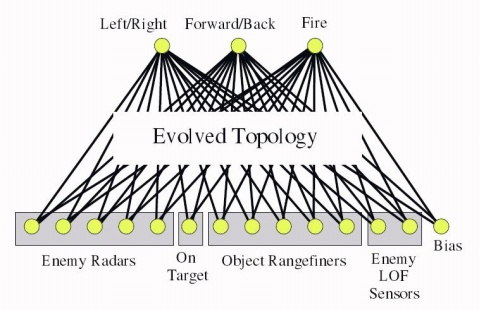 Left/Right Forward/Back Fire
Evolved Topology
Enemy Radars
On
Target
Object Rangefiners
Enemy
LOF
Sensors
Bias